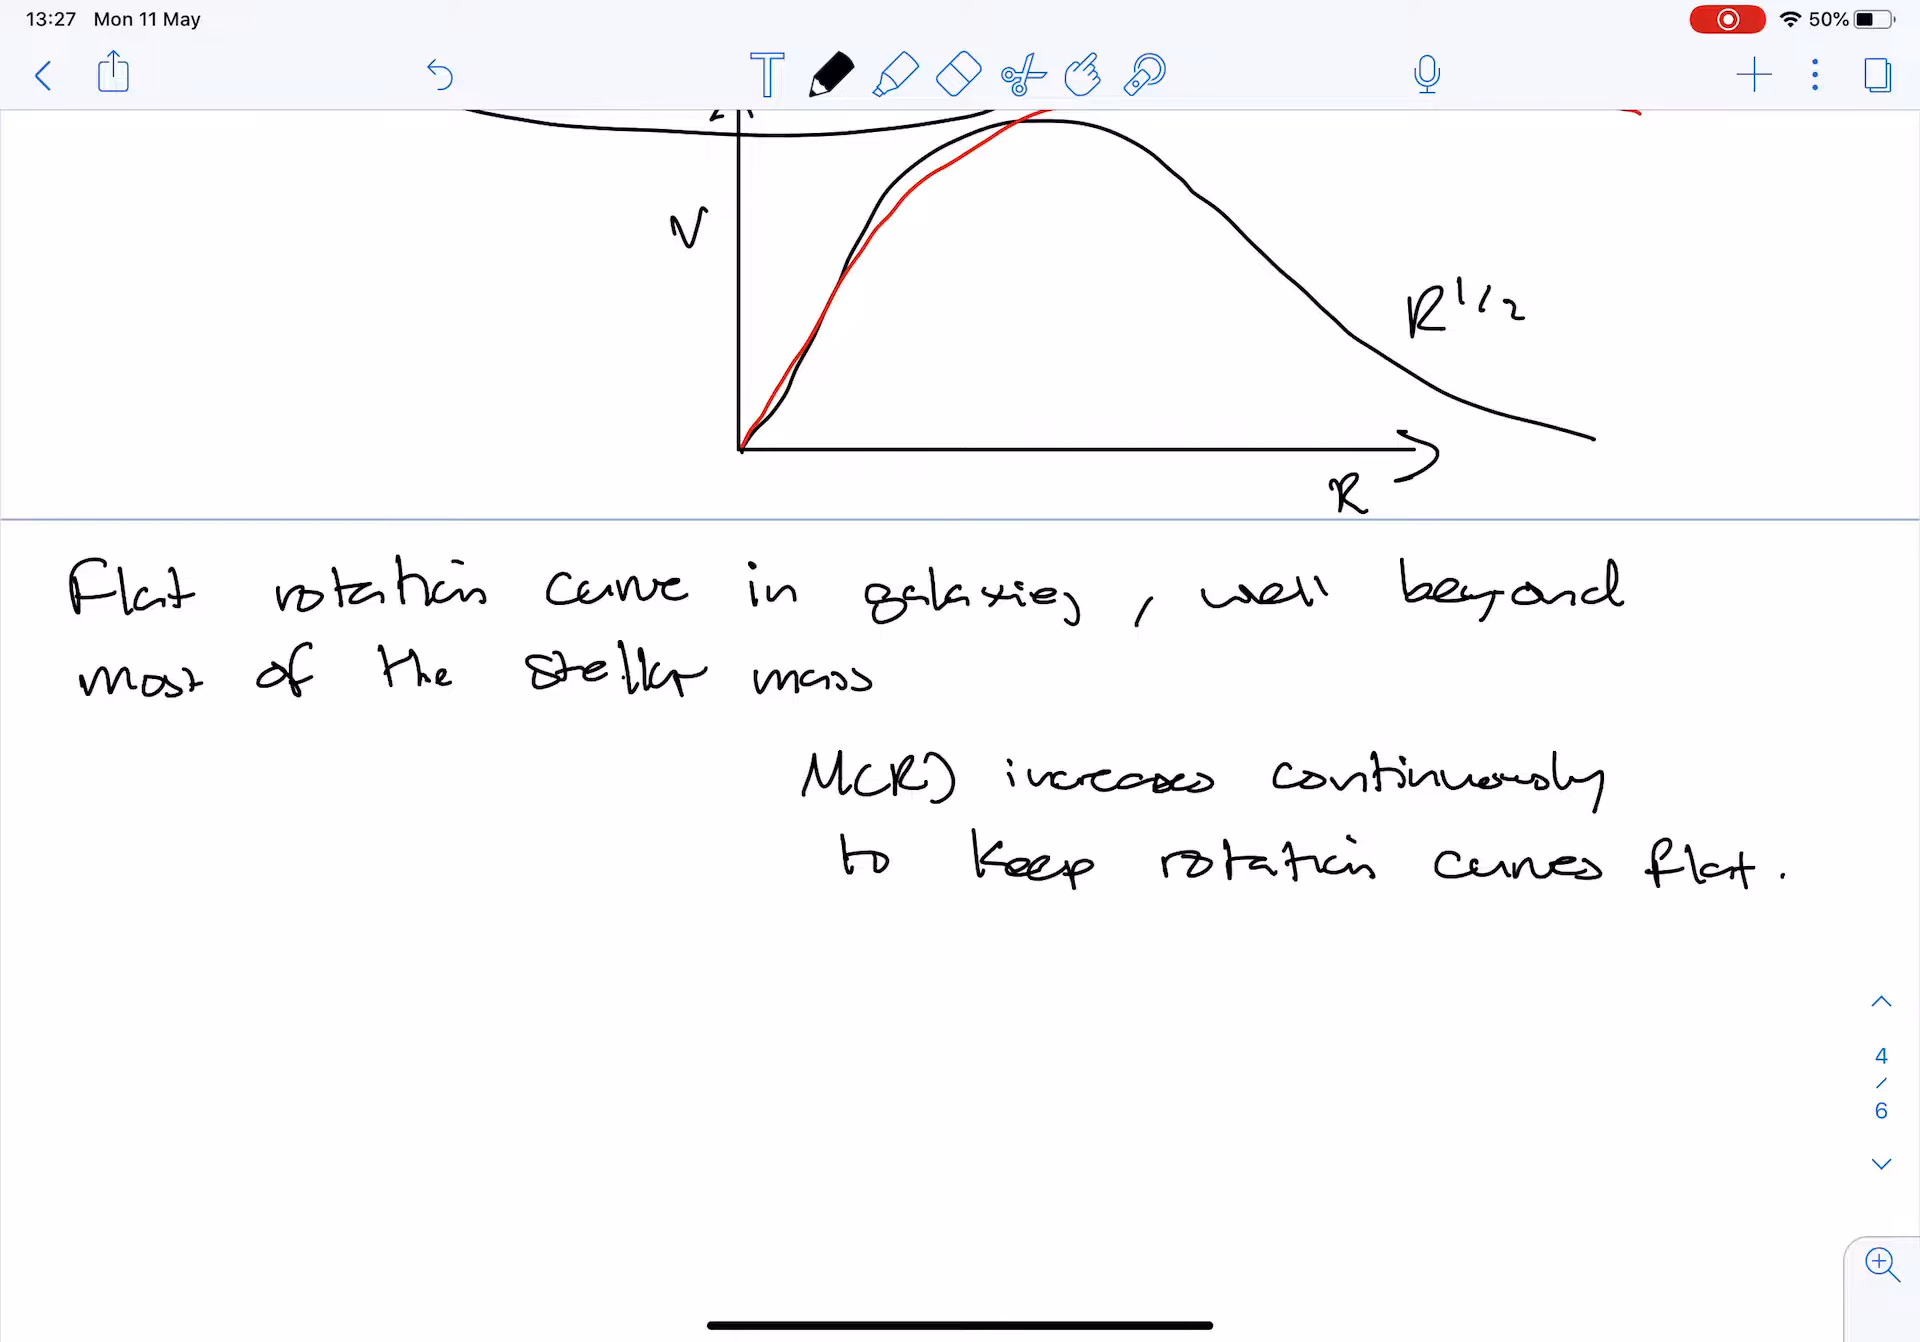 13:27 Mon 11 May
50%
V
R^1/2
R
Flat rotation curve in galaxies, well beyond
most of the stellar mass
M(R) increases continuously
to keep rotation curves flat.
4
/
6